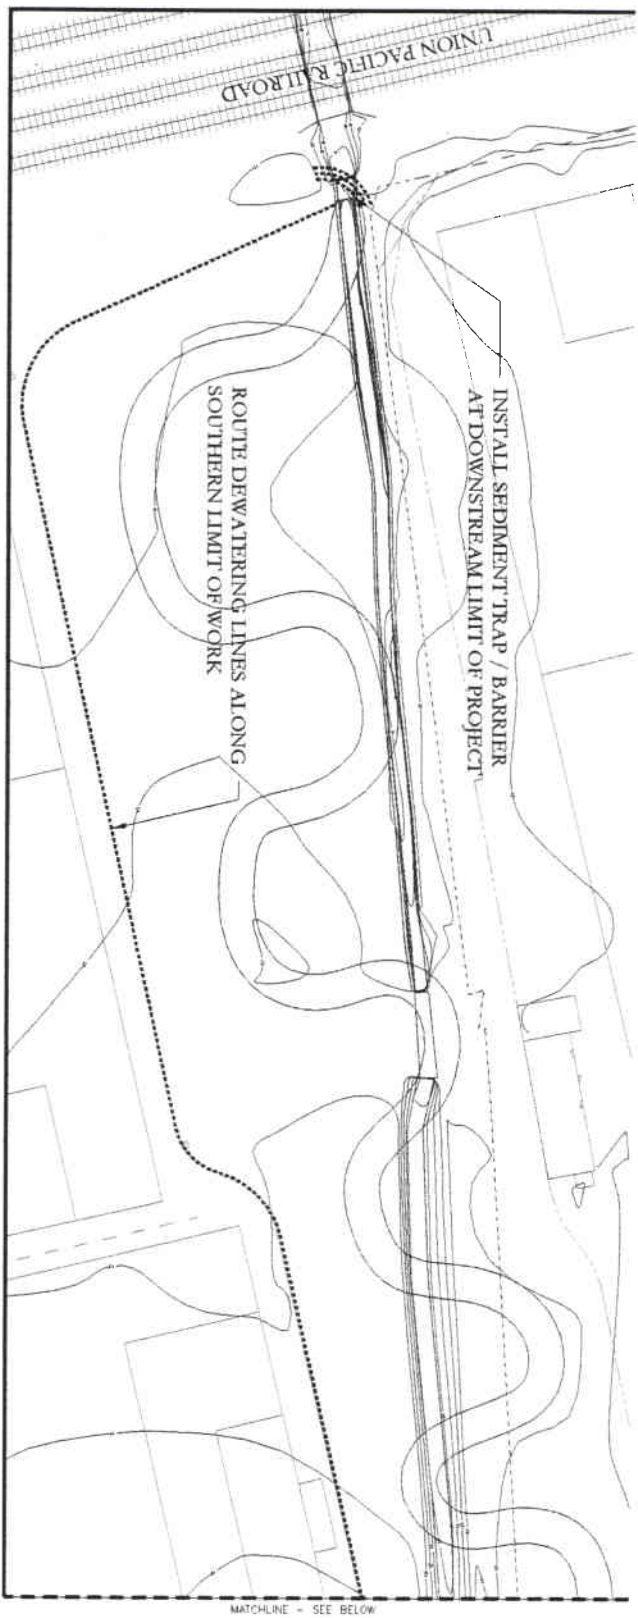 UNION PACIFIC RAILROAD
INSTALL SEDIMENT TRAP / BARRIER
AT DOWNSTREAM LIMIT OF PROJECT
ROUTE DEWATERING LINES ALONG
SOUTHERN LIMIT OF WORK
MATCHLINE - SEE BELOW